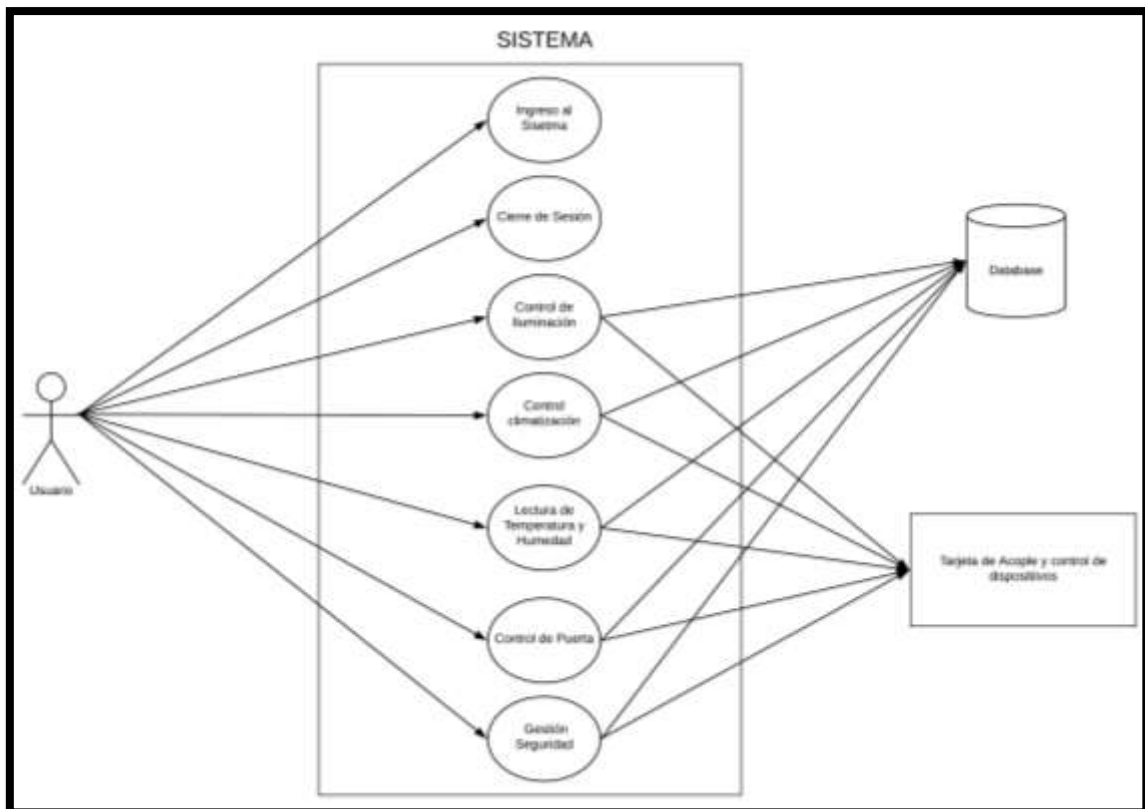 SISTEMA
Ingreso al
Sisetma
Cierre de Sesión
Control de
Iluminación
Control
climatización
Lectura de
Temperatura y
Humedad
Control de Puerta
Gestión
Seguridad
Usuario
Database
Tarjeta de Acople y control de
dispositivos